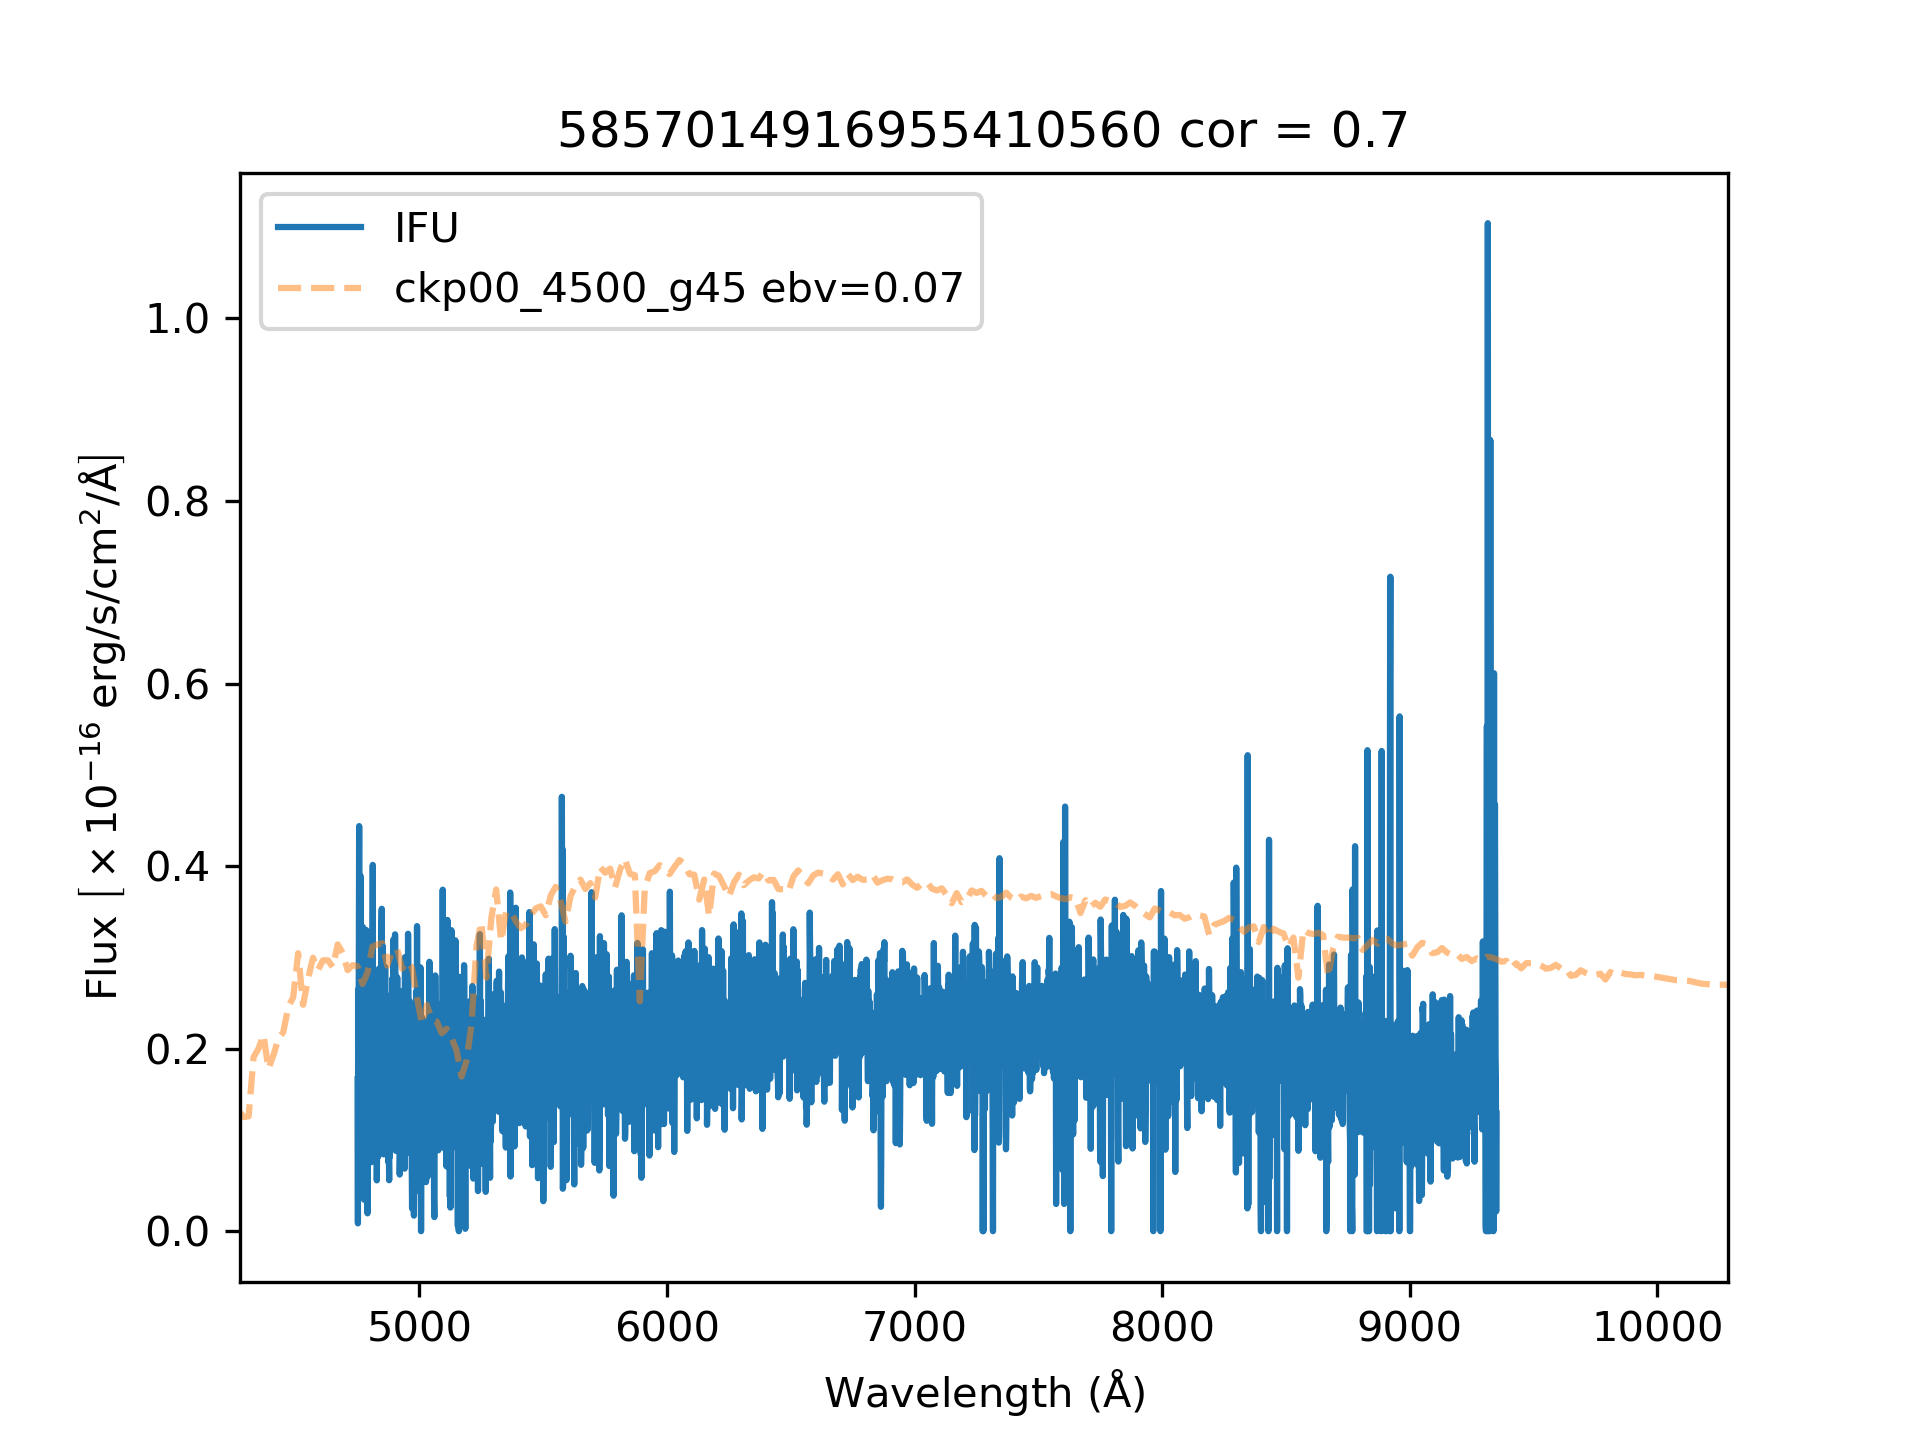 5857014916955410560 cor = 0.7
IFU
ckp00_4500_g45 ebv=0.07
Flux [ × 10⁻¹⁶ erg/s/cm²/Å]
1.0
0.8
0.6
0.4
0.2
0.0
5000 6000 7000 8000 9000 10000
Wavelength (Å)